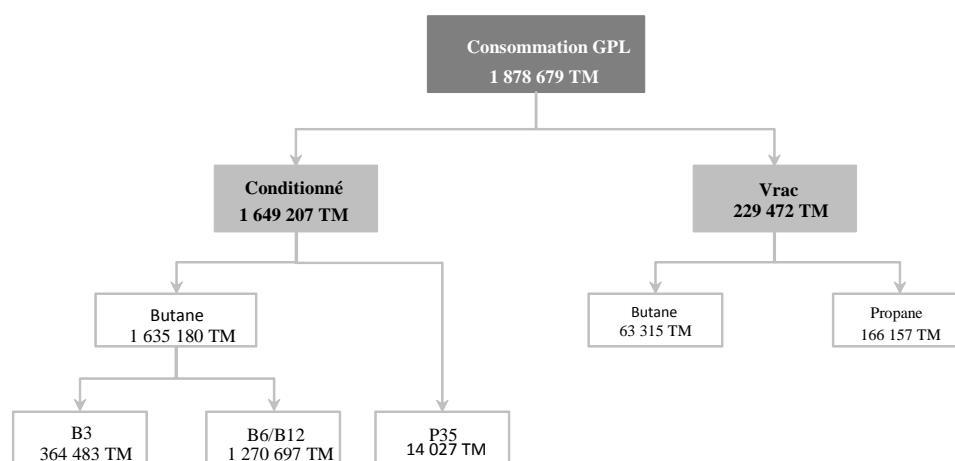 Consommation GPL
1 878 679 TM
Conditionné
1 649 207 TM
Vrac
229 472 TM
Butane
1 635 180 TM
Butane
63 315 TM
Propane
166 157 TM
B3
364 483 TM
B6/B12
1 270 697 TM
P35
14 027 TM